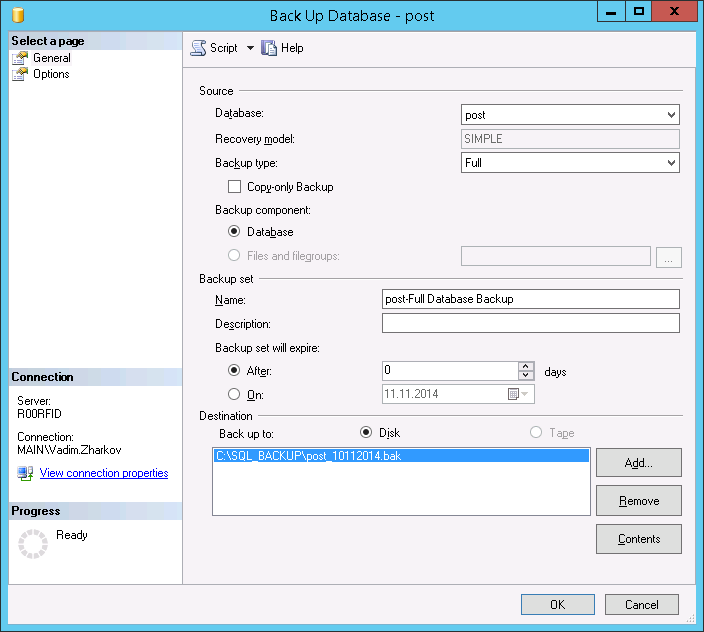 Back Up Database - post
Select a page
General
Options
Script
Help
Source
Database:
post
Recovery model:
SIMPLE
Backup type:
Full
Copy-only Backup
Backup component:
Database
Files and filegroups:
...
Backup set
Name:
post-Full Database Backup
Description:
Backup set will expire:
After:
0
days
On:
11.11.2014
Destination
Back up to:
Disk
Tape
C:\SQL_BACKUP\post_10112014.bak
Add...
Remove
Contents
Connection
Server:
R00RFID
Connection:
MAIN\Vadim.Zharkov
View connection properties
Progress
Ready
OK
Cancel